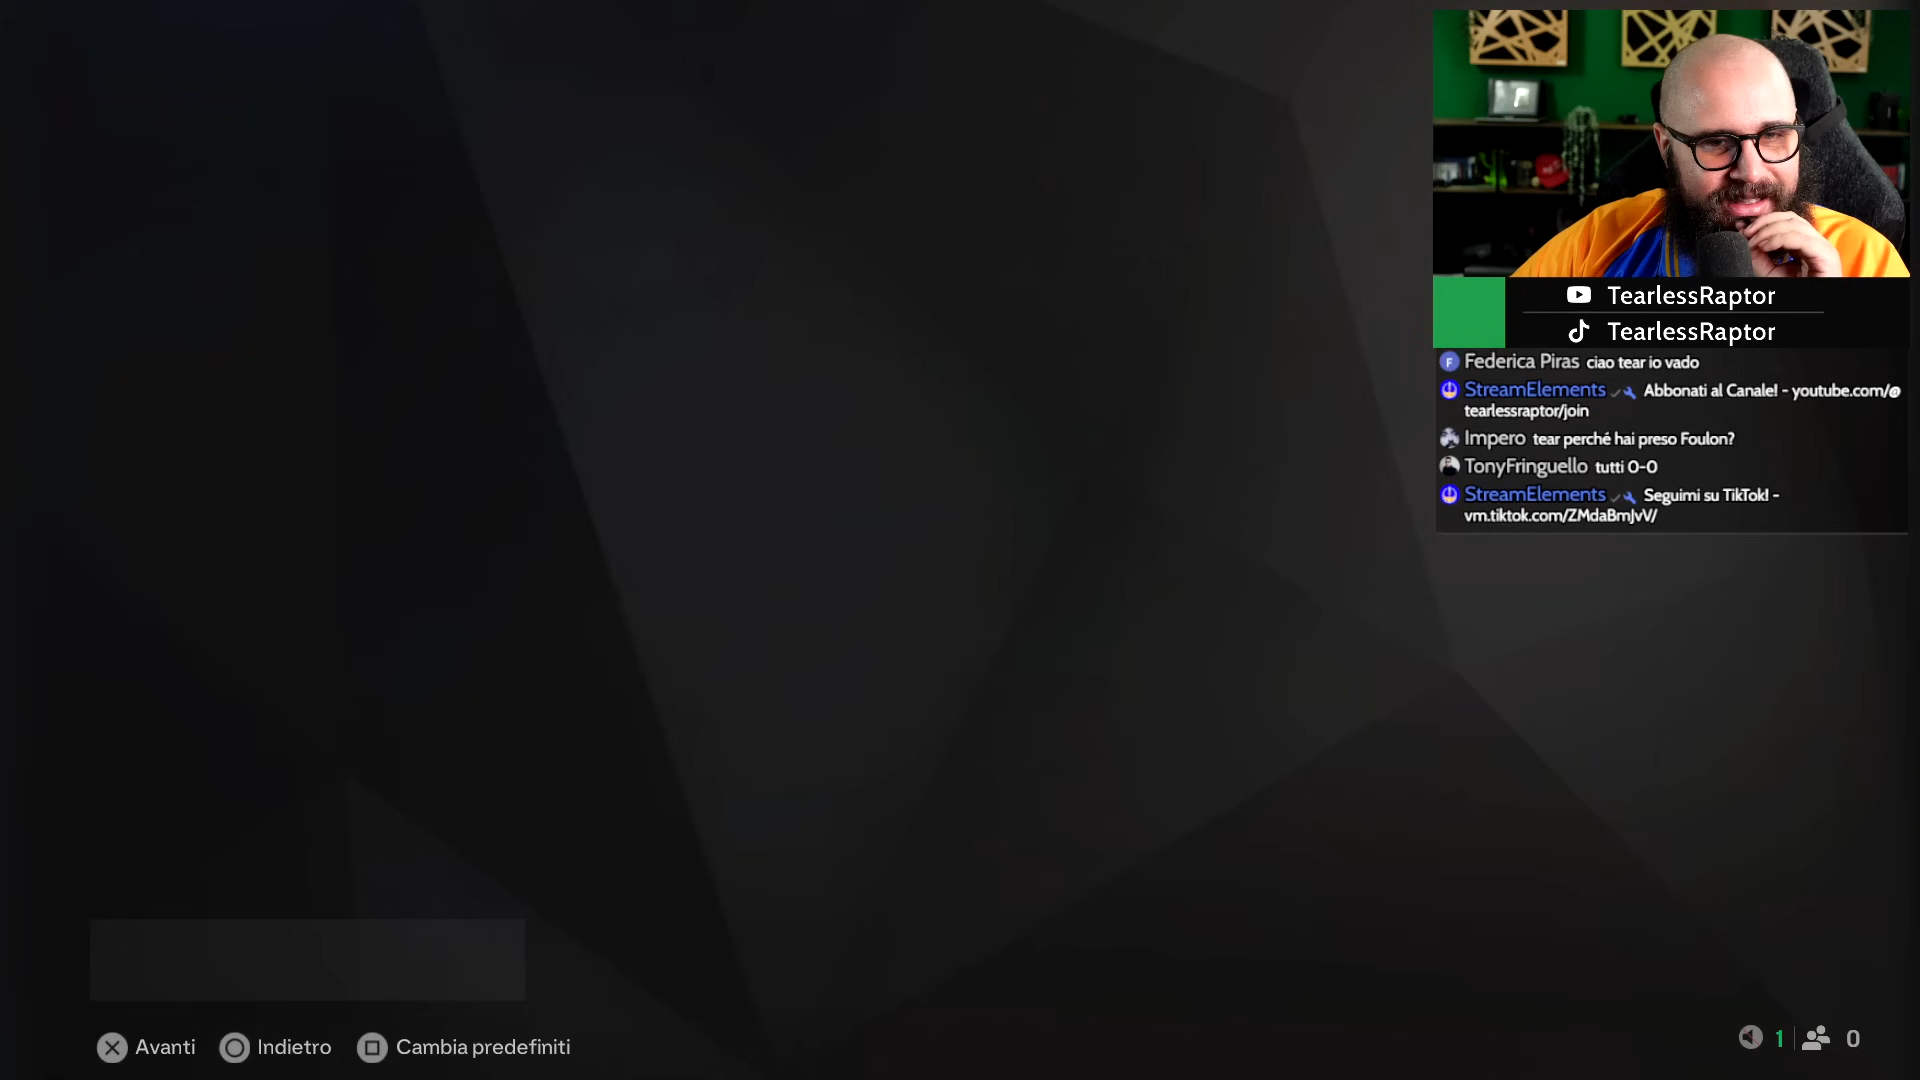 TearlessRaptor
TearlessRaptor
Federica Piras ciao tear io vado
StreamElements Abbonati al Canale! - youtube.com/@
tearlessraptor/join
Impero tear perché hai preso Foulon?
TonyFringuello tutti 0-0
StreamElements Seguimi su TikTok! -
vm.tiktok.com/ZMdaBmJvV/
Avanti Indietro Cambia predefiniti
1 0